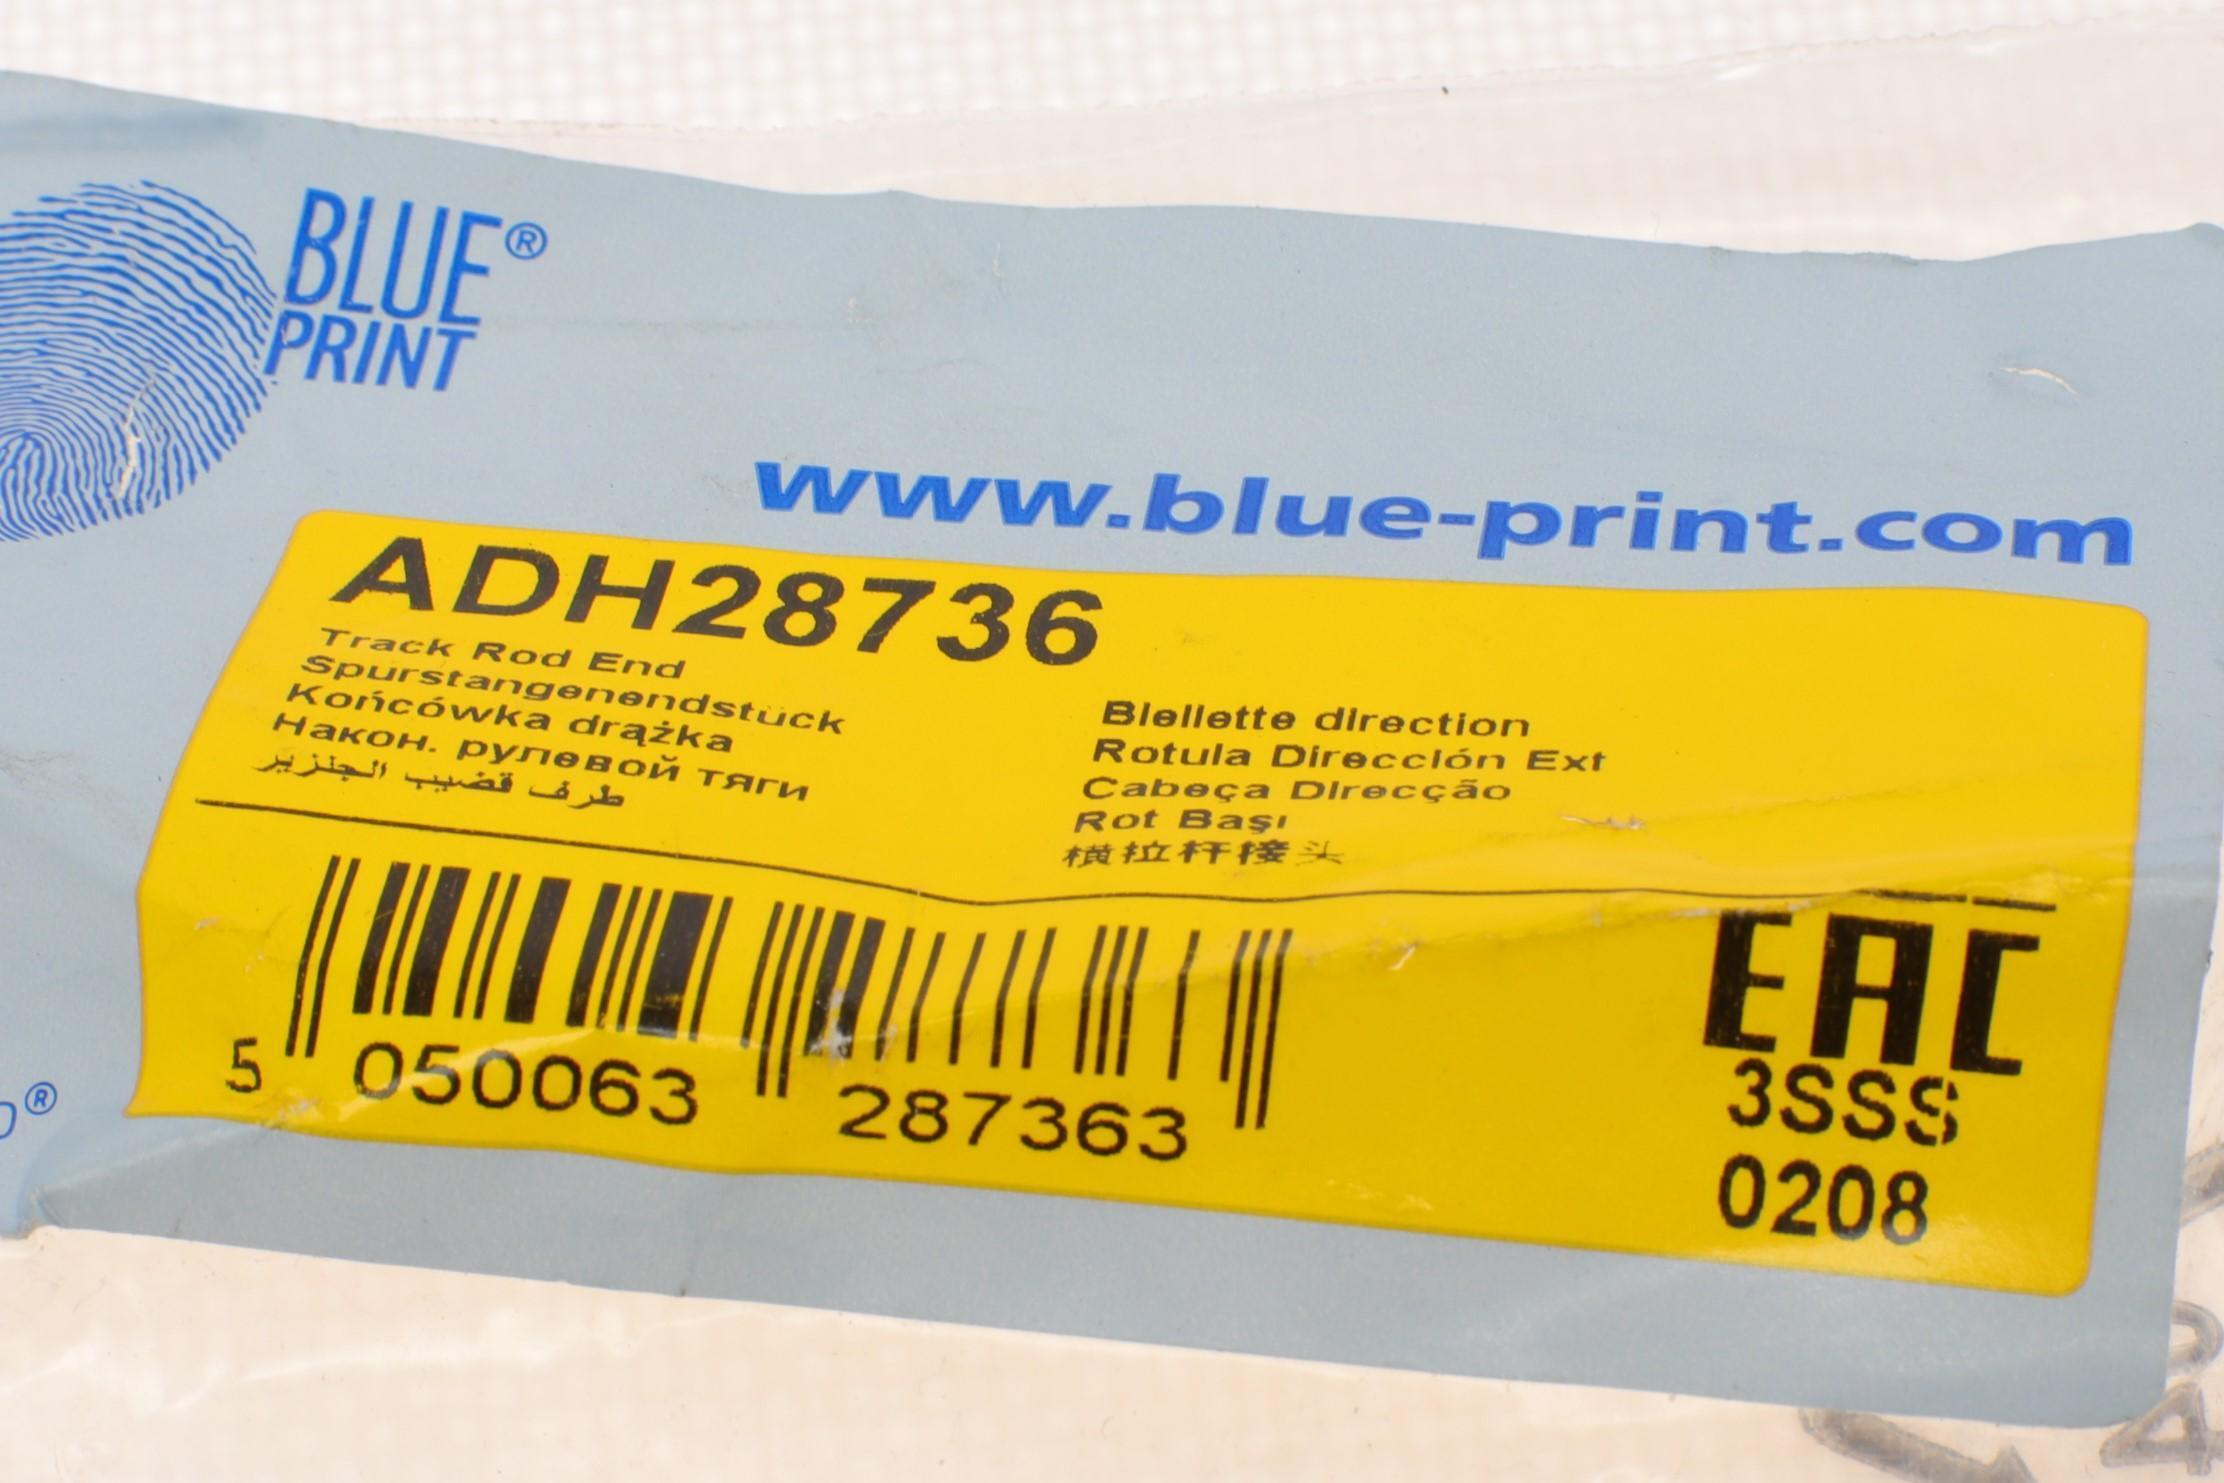 BLUE®
PRINT
www.blue-print.com
ADH28736
Track Rod End
Spurstangenendstück
Końcówka drążka
Након. рулевой тяги
طرف قضيب الجنزير
Biellette direction
Rotula Dirección Ext
Cabeça Direcção
Rot Başı
横拉杆接头
5 050063 287363
EAC
3SSS
0208